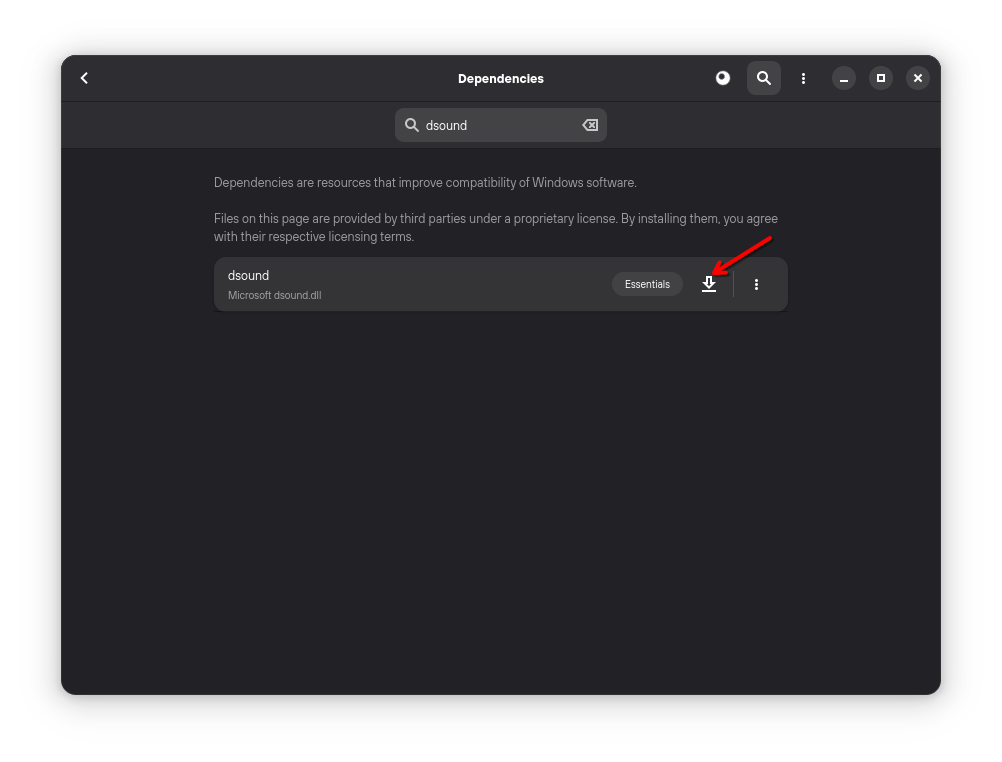 Dependencies
dsound
Dependencies are resources that improve compatibility of Windows software.
Files on this page are provided by third parties under a proprietary license. By installing them, you agree
with their respective licensing terms.
dsound
Essentials
Microsoft dsound.dll